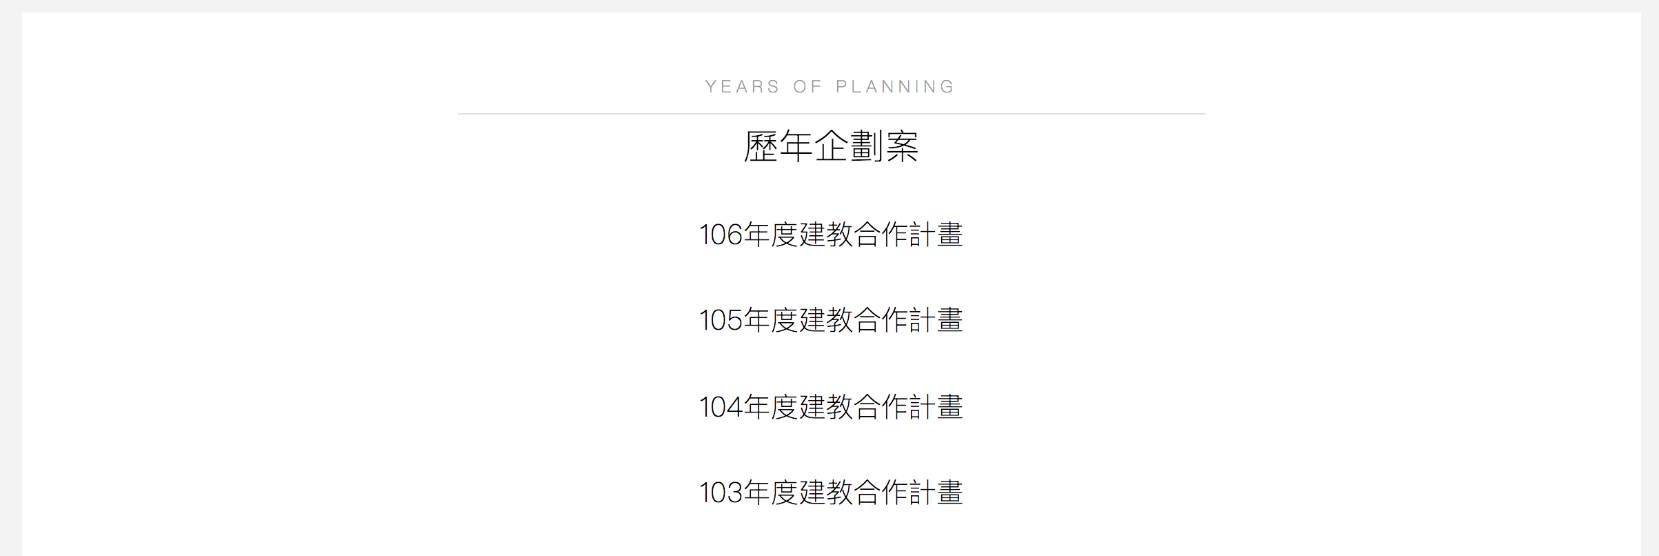 YEARS OF PLANNING
歷年企劃案
106年度建教合作計畫
105年度建教合作計畫
104年度建教合作計畫
103年度建教合作計畫